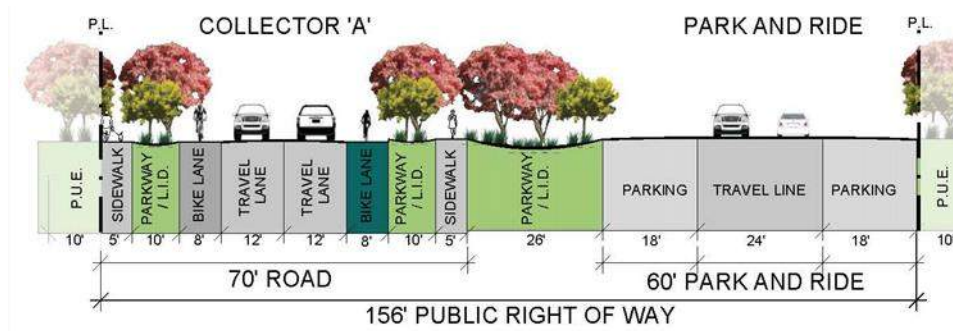 P.L.
COLLECTOR 'A'
PARK AND RIDE
P.L.
P.U.E.
SIDEWALK
PARKWAY
/ L.I.D.
BIKE LANE
TRAVEL
LANE
TRAVEL
LANE
BIKE LANE
PARKWAY
/ L.I.D.
SIDEWALK
PARKWAY
/ L.I.D.
PARKING
TRAVEL LINE
PARKING
P.U.E.
10' 5' 10' 8' 12' 12' 8' 10' 5' 26' 18' 24' 18' 10'
70' ROAD
60' PARK AND RIDE
156' PUBLIC RIGHT OF WAY